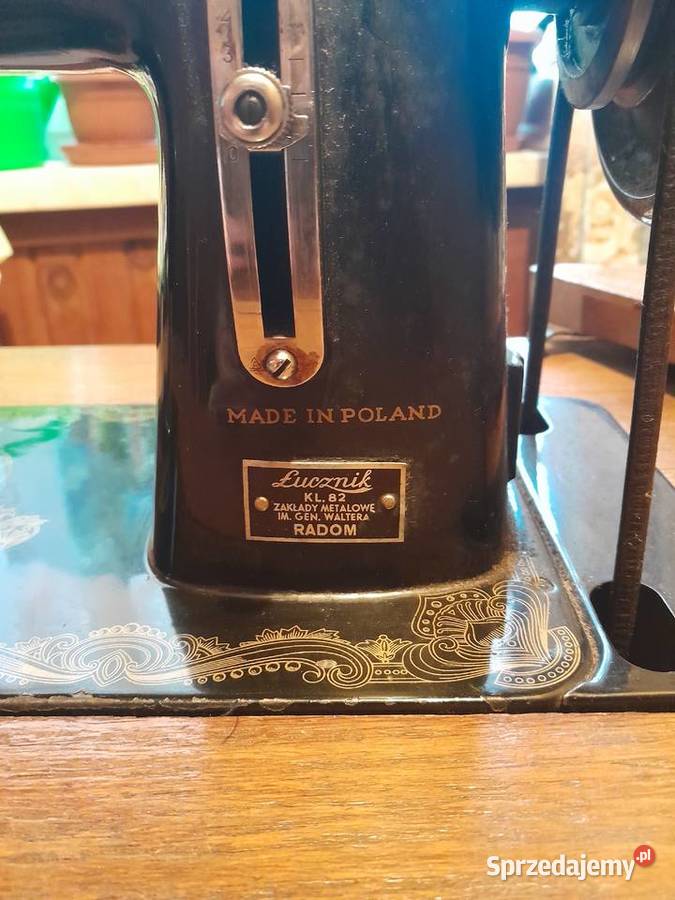 MADE IN POLAND
Łucznik
KL. 82
ZAKŁADY METALOWE
IM. GEN. WALTERA
RADOM
Sprzedajemy.pl